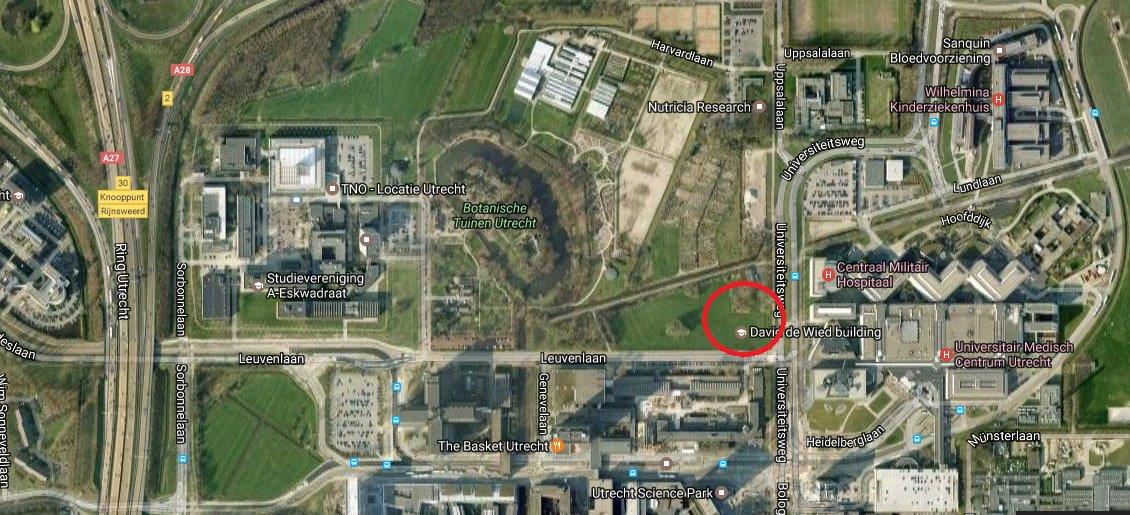 Harvardlaan
Uppsalalaan
Sanquin
Bloedvoorziening
A28
2
Uppsalalaan
Nutricia Research
Wilhelmina
Kinderziekenhuis
Universiteitsweg
A27
30
Knooppunt
Rijnsweerd
TNO - Locatie Utrecht
Lundlaan
Botanische
Tuinen Utrecht
Hoofddijk
Ring Utrecht
Sorbonnelaan
Studievereniging
A-Eskwadraat
Universiteitsweg
Centraal Militair
Hospitaal
David de Wied building
Leuvenlaan
Leuvenlaan
Universitair Medisch
Centrum Utrecht
Sorbonnelaan
Genevelaan
Universiteitsweg
The Basket Utrecht
Heidelberglaan
Münsterlaan
Utrecht Science Park